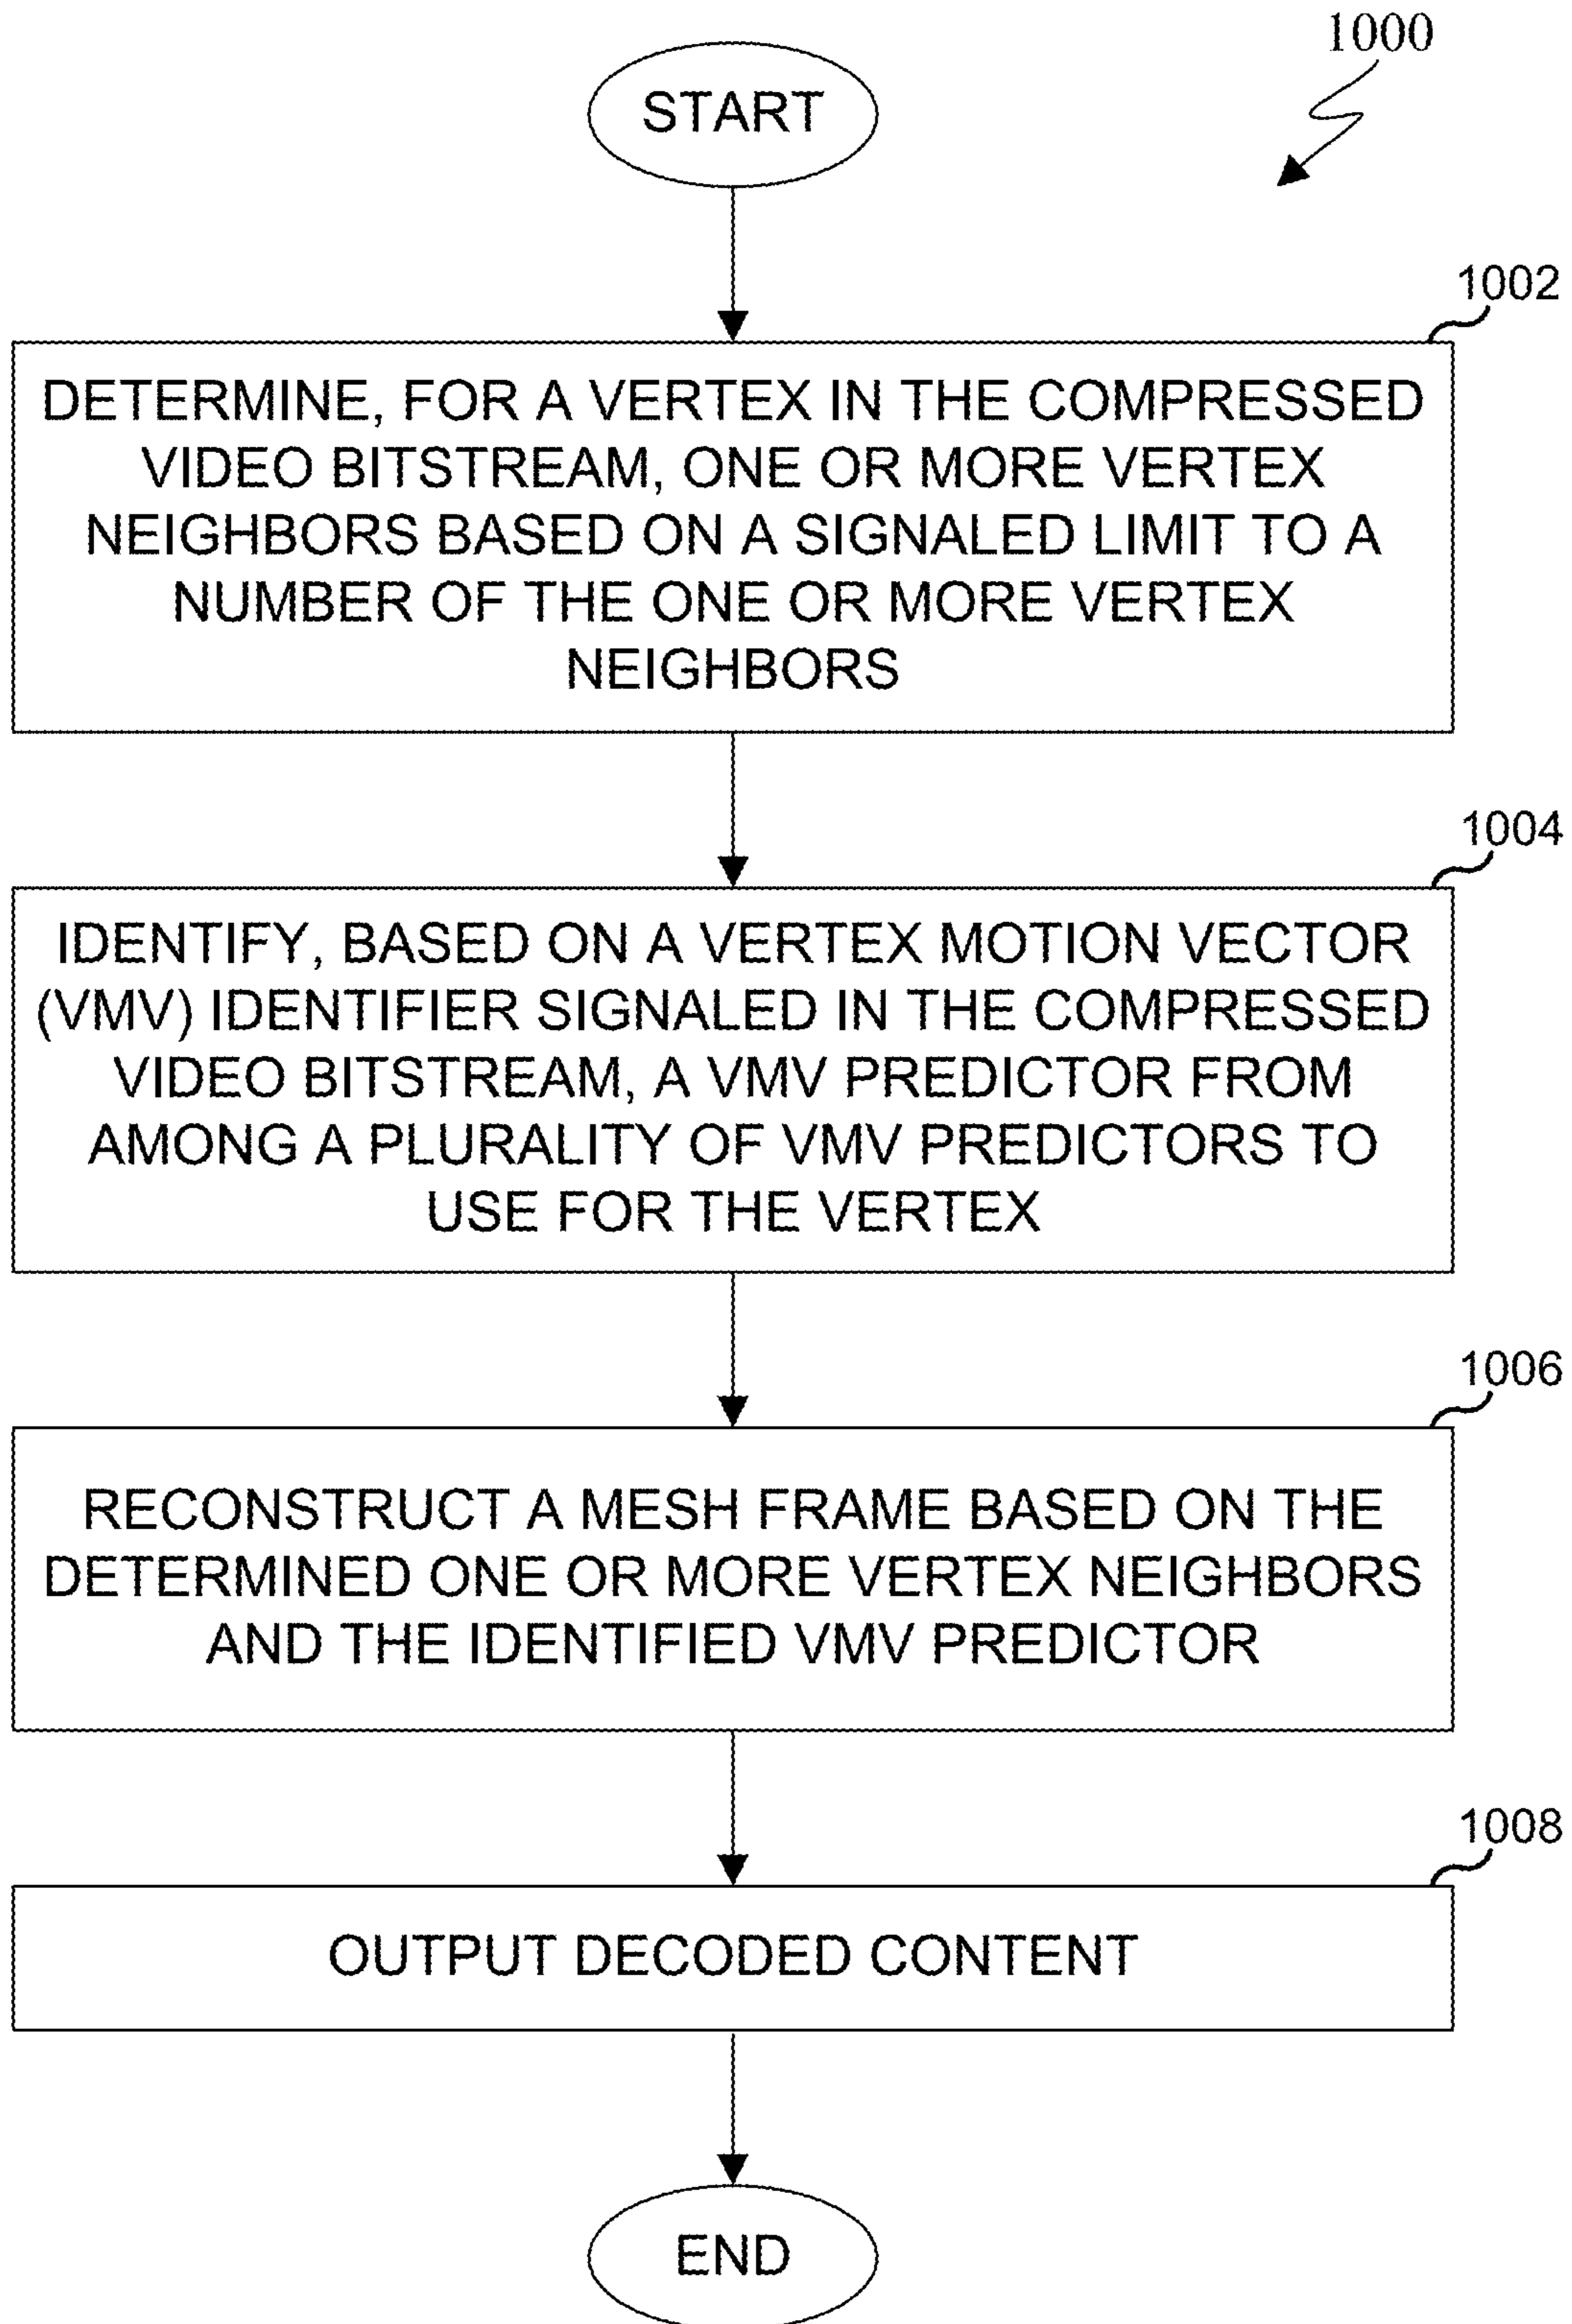 1000
START
1002
DETERMINE, FOR A VERTEX IN THE COMPRESSED
VIDEO BITSTREAM, ONE OR MORE VERTEX
NEIGHBORS BASED ON A SIGNALED LIMIT TO A
NUMBER OF THE ONE OR MORE VERTEX
NEIGHBORS
1004
IDENTIFY, BASED ON A VERTEX MOTION VECTOR
(VMV) IDENTIFIER SIGNALED IN THE COMPRESSED
VIDEO BITSTREAM, A VMV PREDICTOR FROM
AMONG A PLURALITY OF VMV PREDICTORS TO
USE FOR THE VERTEX
1006
RECONSTRUCT A MESH FRAME BASED ON THE
DETERMINED ONE OR MORE VERTEX NEIGHBORS
AND THE IDENTIFIED VMV PREDICTOR
1008
OUTPUT DECODED CONTENT
END